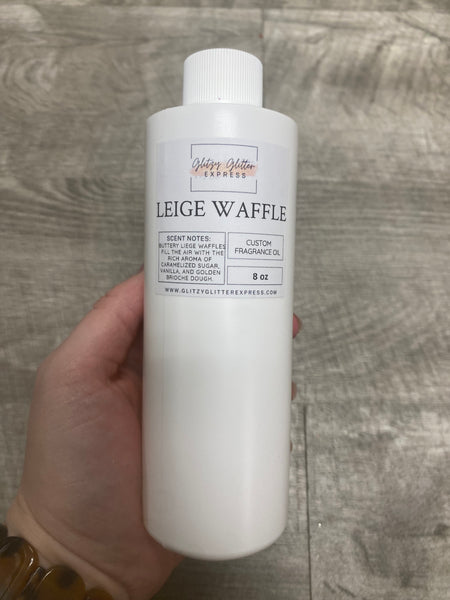 Glitzy Glitter
EXPRESS
LEIGE WAFFLE
SCENT NOTES:
BUTTERY LIEGE WAFFLES
FILL THE AIR WITH THE
RICH AROMA OF
CARAMELIZED SUGAR,
VANILLA, AND GOLDEN
BRIOCHE DOUGH.
CUSTOM
FRAGRANCE OIL
8 oz
WWW.GLITZYGLITTEREXPRESS.COM